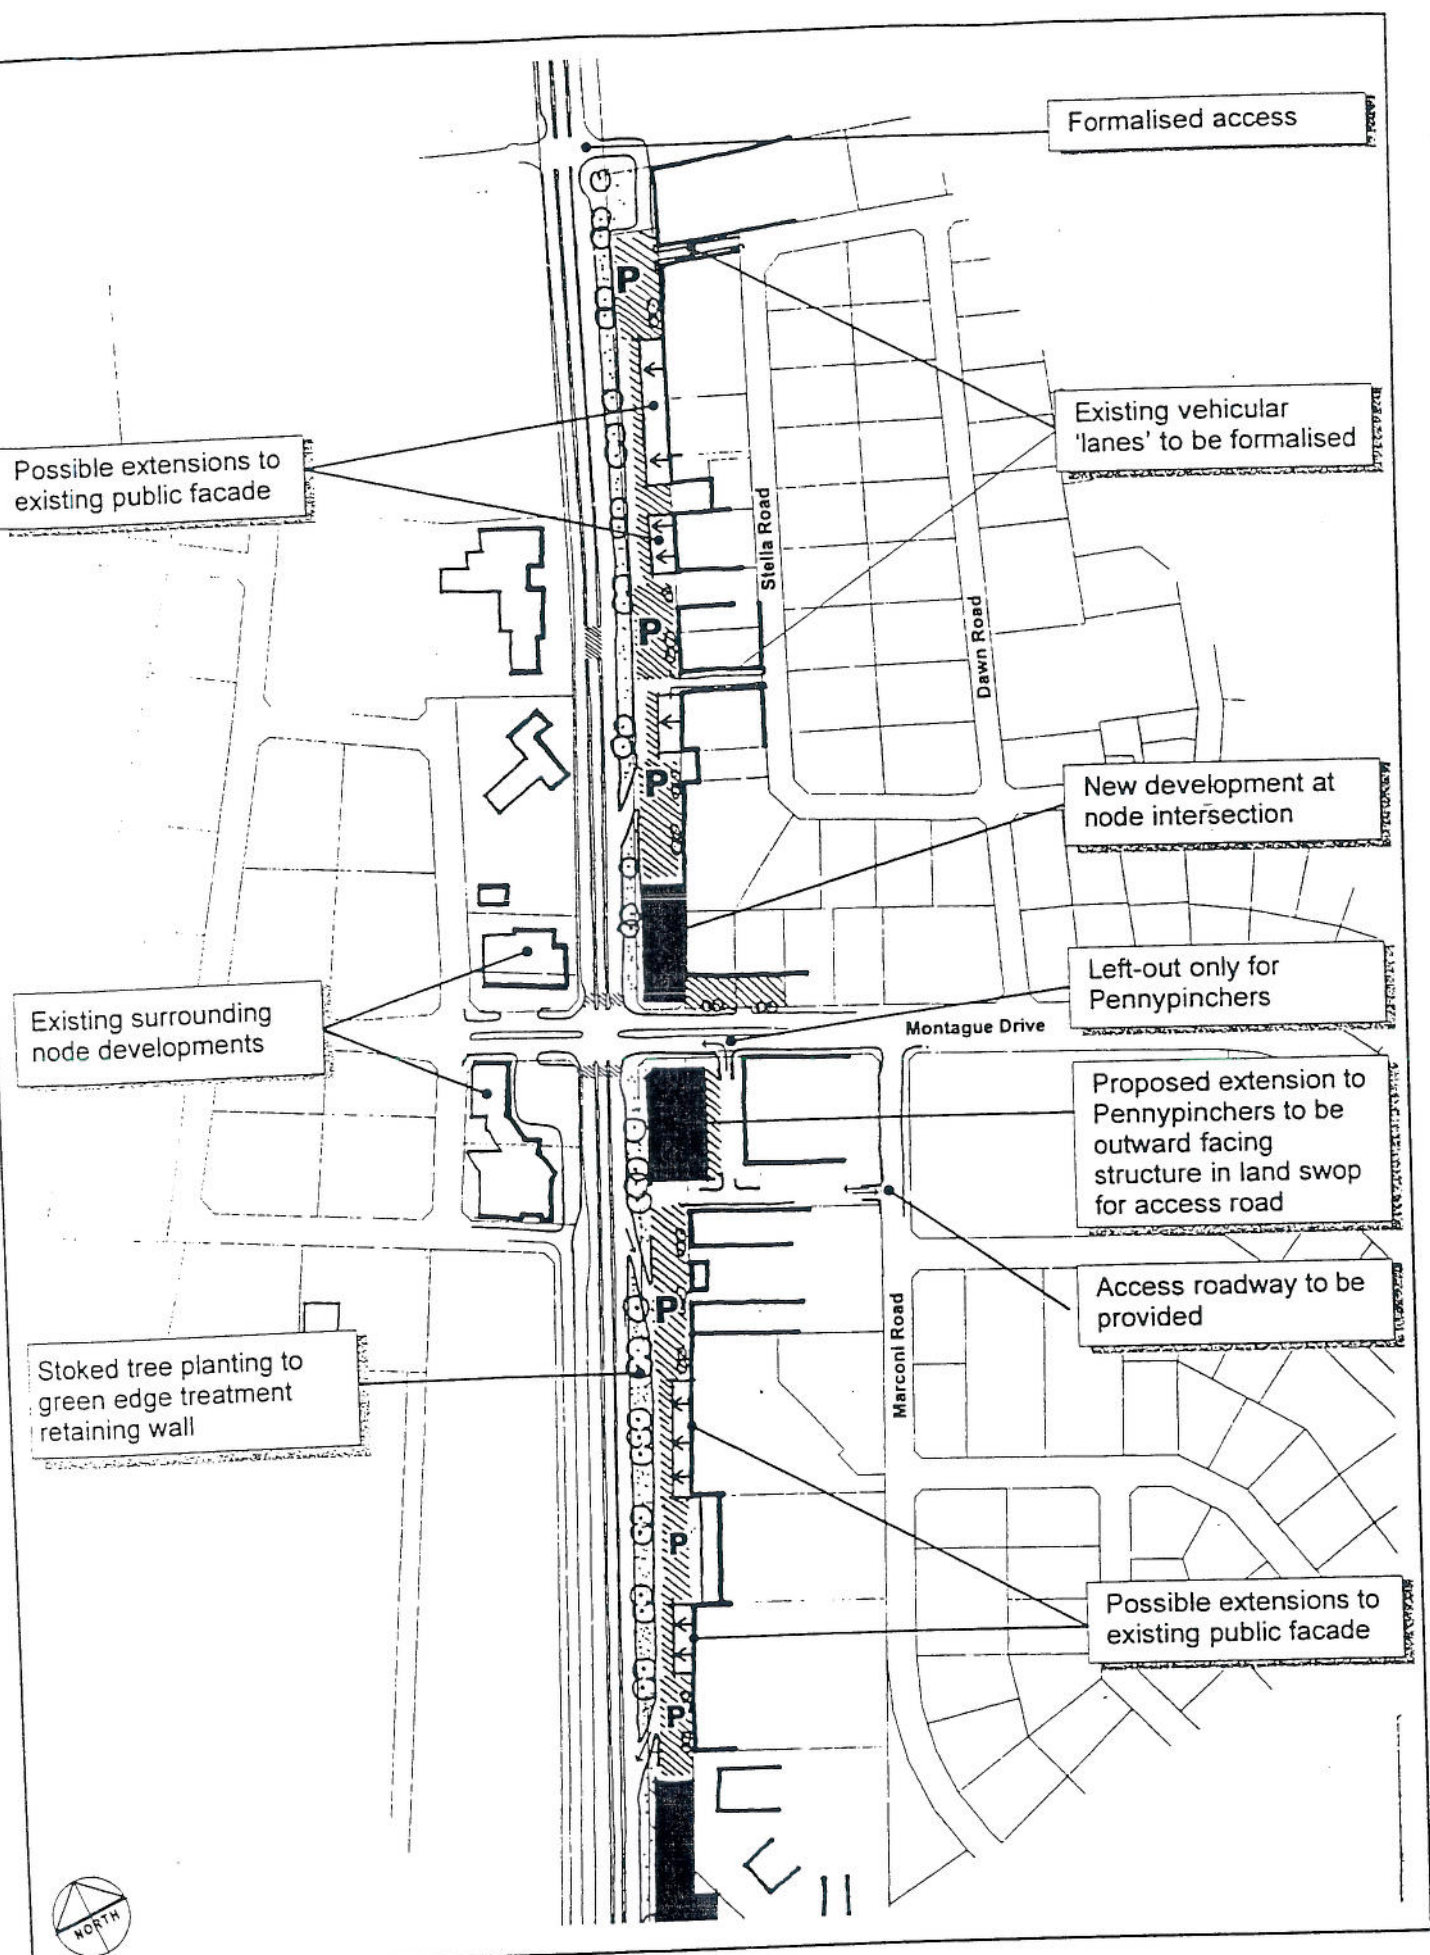 Formalised access
P
Existing vehicular
'lanes' to be formalised
Possible extensions to
existing public facade
Stella Road
Dawn Road
P
P
New development at
node intersection
Left-out only for
Pennypinchers
Existing surrounding
node developments
Montague Drive
Proposed extension to
Pennypinchers to be
outward facing
structure in land swop
for access road
Access roadway to be
provided
P
Marconi Road
Stoked tree planting to
green edge treatment
retaining wall
P
Possible extensions to
existing public facade
P
NORTH